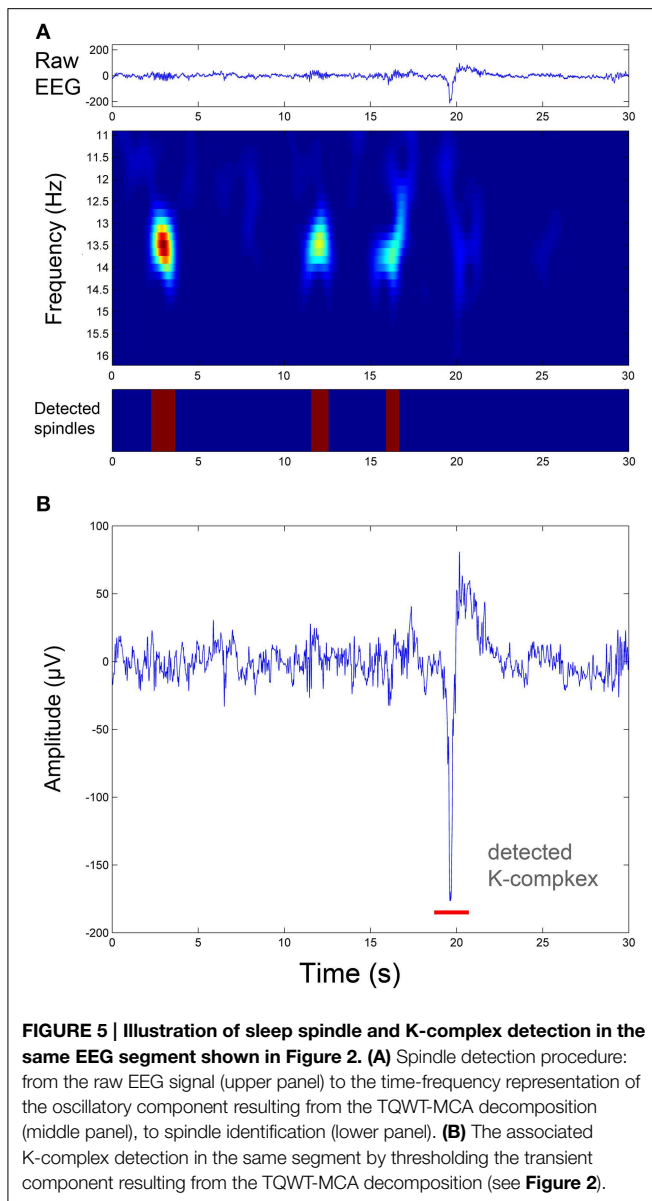 A
Raw
EEG
200
0
-200
0 5 10 15 20 25 30
Frequency (Hz)
11
11.5
12
12.5
13
13.5
14
14.5
15
15.5
16
0 5 10 15 20 25 30
Detected
spindles
0 5 10 15 20 25 30
B
Amplitude (µV)
100
50
0
-50
-100
-150
-200
detected
K-compkex
0 5 10 15 20 25 30
Time (s)
FIGURE 5 | Illustration of sleep spindle and K-complex detection in the
same EEG segment shown in Figure 2. (A) Spindle detection procedure:
from the raw EEG signal (upper panel) to the time-frequency representation of
the oscillatory component resulting from the TQWT-MCA decomposition
(middle panel), to spindle identification (lower panel). (B) The associated
K-complex detection in the same segment by thresholding the transient
component resulting from the TQWT-MCA decomposition (see Figure 2).